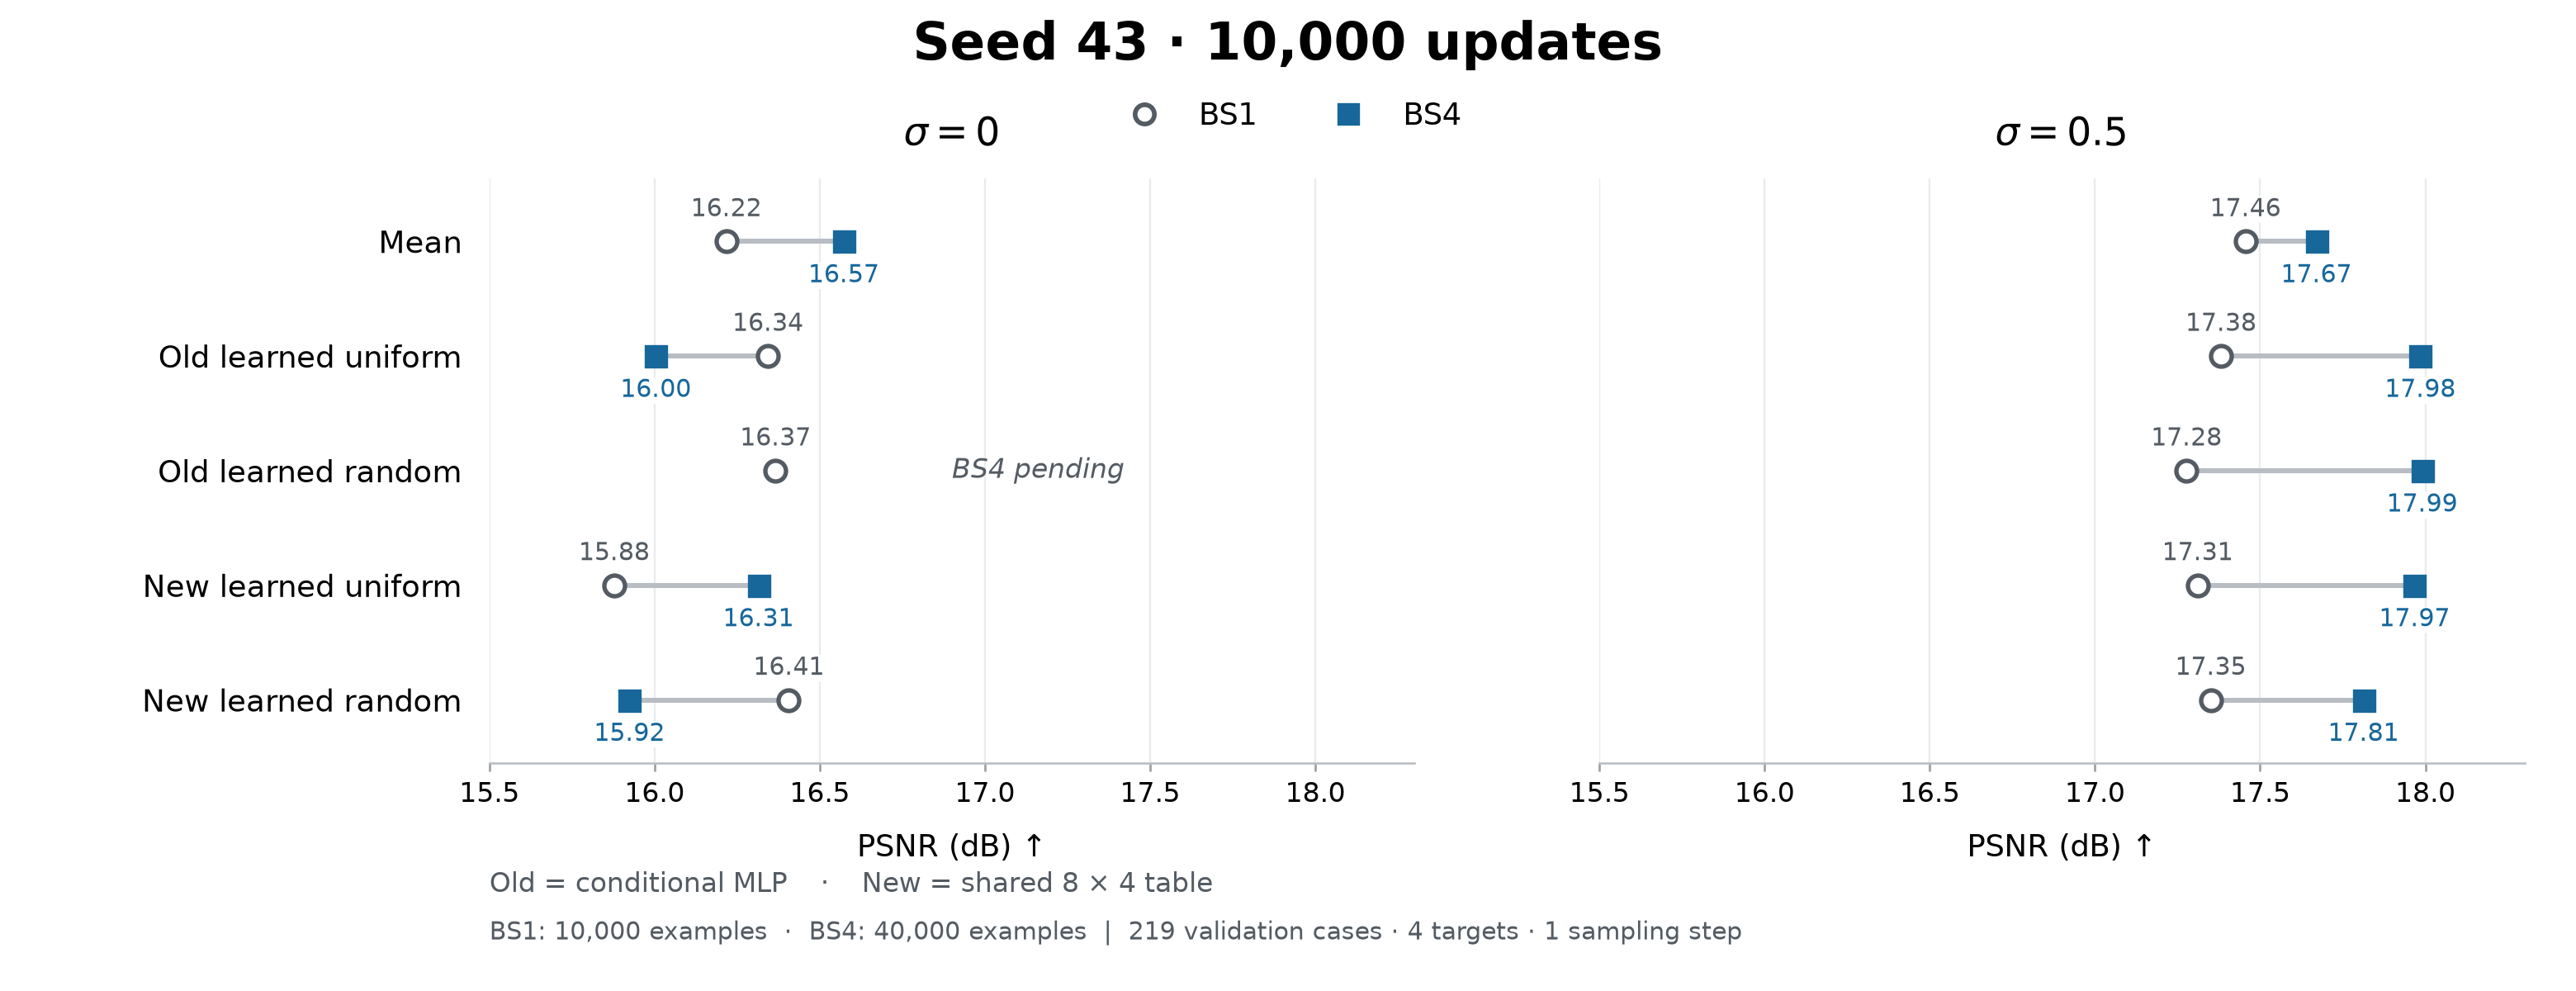 Seed 43 · 10,000 updates
BS1 BS4
σ = 0
σ = 0.5
Mean
16.22
16.57
17.46
17.67
Old learned uniform
16.34
16.00
17.38
17.98
Old learned random
16.37
BS4 pending
17.28
17.99
New learned uniform
15.88
16.31
17.31
17.97
New learned random
16.41
15.92
17.35
17.81
15.5 16.0 16.5 17.0 17.5 18.0
15.5 16.0 16.5 17.0 17.5 18.0
PSNR (dB) ↑
PSNR (dB) ↑
Old = conditional MLP · New = shared 8 × 4 table
BS1: 10,000 examples · BS4: 40,000 examples | 219 validation cases · 4 targets · 1 sampling step